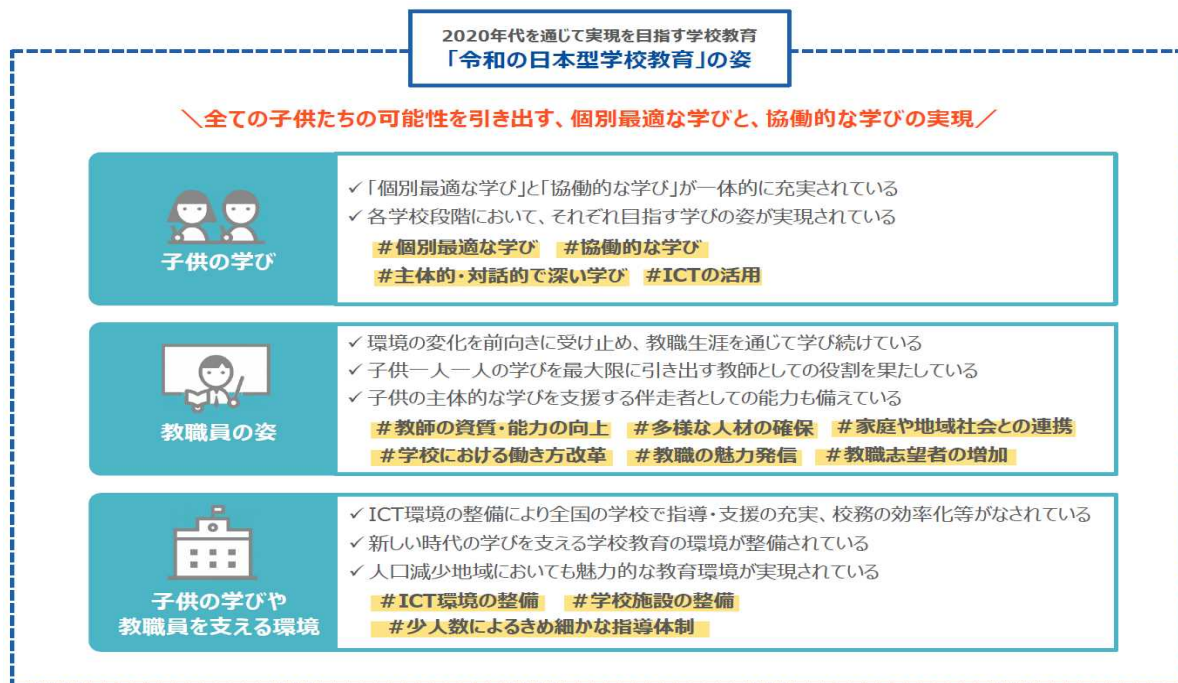 2020年代を通じて実現を目指す学校教育
「令和の日本型学校教育」の姿
＼全ての子供たちの可能性を引き出す、個別最適な学びと、協働的な学びの実現／
子供の学び
✓「個別最適な学び」と「協働的な学び」が一体的に充実されている
✓各学校段階において、それぞれ目指す学びの姿が実現されている
＃個別最適な学び ＃協働的な学び
＃主体的・対話的で深い学び ＃ICTの活用
教職員の姿
✓環境の変化を前向きに受け止め、教職生涯を通じて学び続けている
✓子供一人一人の学びを最大限に引き出す教師としての役割を果たしている
✓子供の主体的な学びを支援する伴走者としての能力も備えている
＃教師の資質・能力の向上 ＃多様な人材の確保 ＃家庭や地域社会との連携
＃学校における働き方改革 ＃教職の魅力発信 ＃教職志望者の増加
子供の学びや
教職員を支える環境
✓ICT環境の整備により全国の学校で指導・支援の充実、校務の効率化等がなされている
✓新しい時代の学びを支える学校教育の環境が整備されている
✓人口減少地域においても魅力的な教育環境が実現されている
＃ICT環境の整備 ＃学校施設の整備
＃少人数によるきめ細かな指導体制